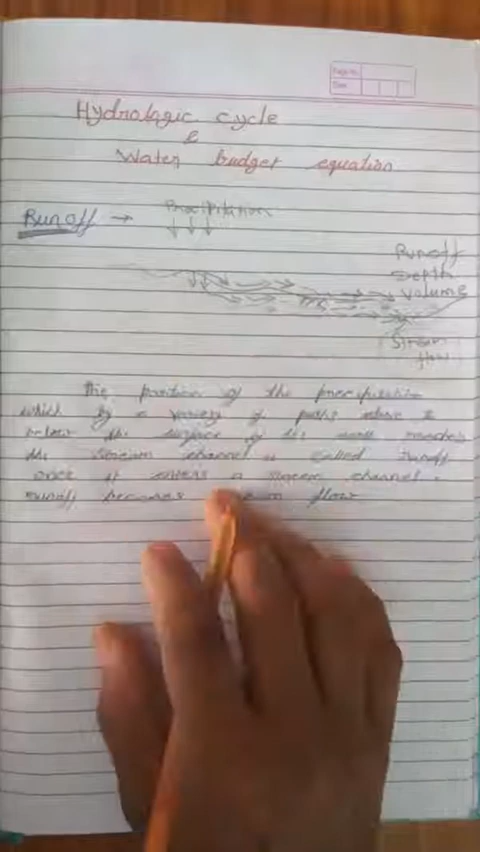 Page No.
Date
Hydrologic cycle
&
Water budget equation
Runoff →
Precipitation
Runoff
Depth
Volume
Stream
flow
The portion of the precipitation
which by a variety of paths above &
below the surface of the earth reaches
the stream channel is called runoff
once it enters a stream channel.
runoff becomes flow